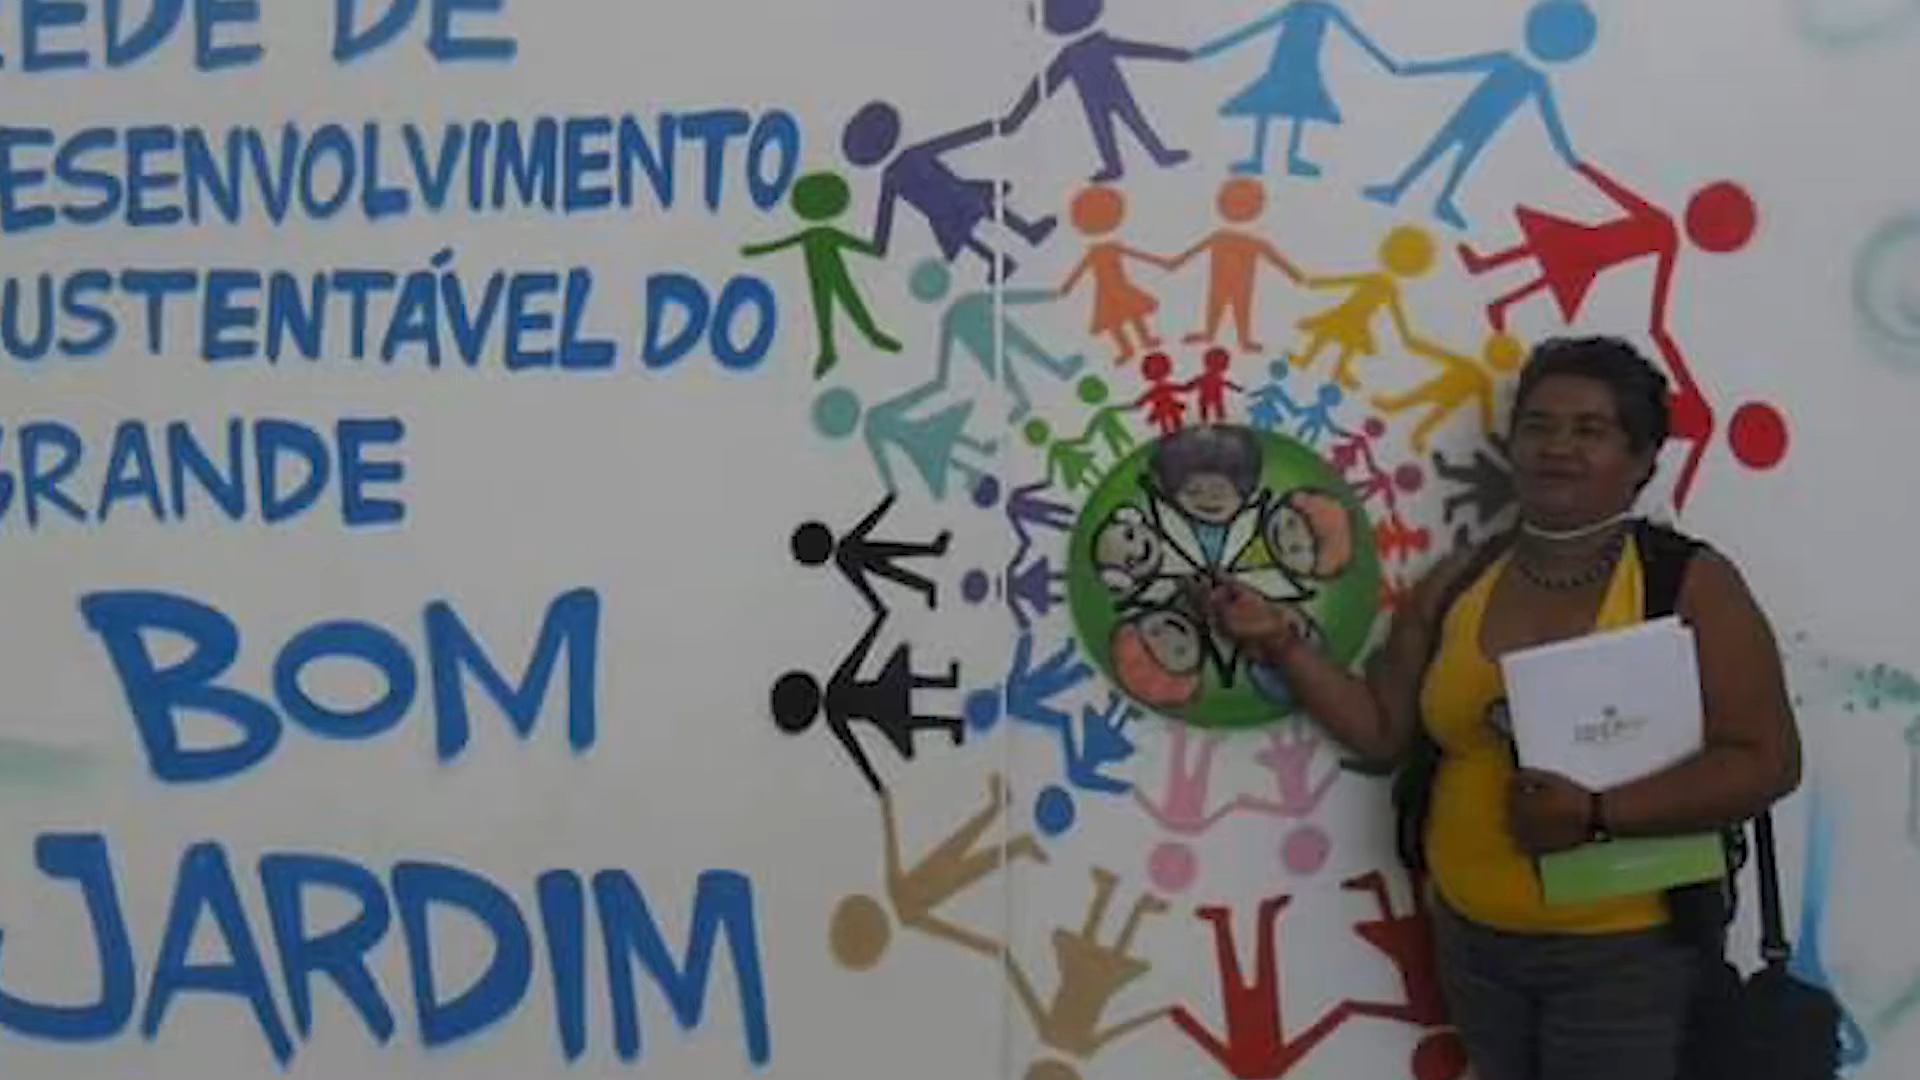 EDE DE
ESENVOLVIMENTO
USTENTÁVEL DO
GRANDE
BOM
JARDIM